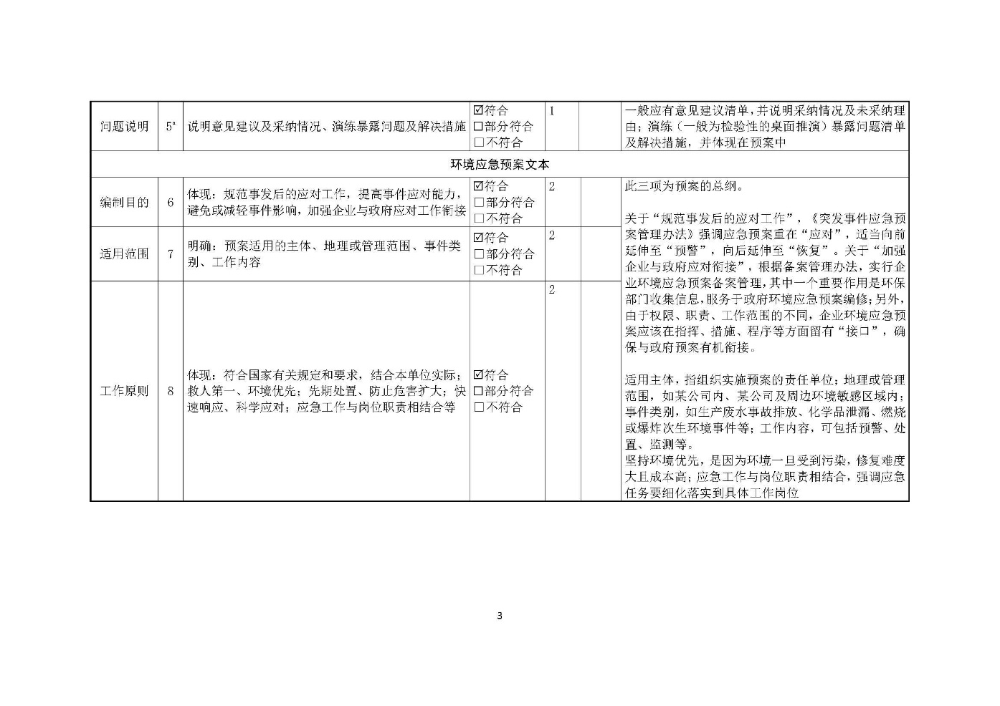 问题说明
5ª
说明意见建议及采纳情况、演练暴露问题及解决措施
☑符合
□部分符合
□不符合
1
一般应有意见建议清单，并说明采纳情况及未采纳理
由；演练（一般为检验性的桌面推演）暴露问题清单
及解决措施，并体现在预案中
环境应急预案文本
编制目的
6
体现：规范事发后的应对工作，提高事件应对能力，
避免或减轻事件影响，加强企业与政府应对工作衔接
☑符合
□部分符合
□不符合
2
适用范围
7
明确：预案适用的主体、地理或管理范围、事件类
别、工作内容
☑符合
□部分符合
□不符合
2
工作原则
8
体现：符合国家有关规定和要求，结合本单位实际；
救人第一、环境优先；先期处置、防止危害扩大；快
速响应、科学应对；应急工作与岗位职责相结合等
☑符合
□部分符合
□不符合
2
此三项为预案的总纲。
关于“规范事发后的应对工作”，《突发事件应急预
案管理办法》强调应急预案重在“应对”，适当向前
延伸至“预警”，向后延伸至“恢复”。关于“加强
企业与政府应对衔接”，根据备案管理办法，实行企
业环境应急预案备案管理，其中一个重要作用是环保
部门收集信息，服务于政府环境应急预案编修；另外，
由于权限、职责、工作范围的不同，企业环境应急预
案应该在指挥、措施、程序等方面留有“接口”，确
保与政府预案有机衔接。
适用主体，指组织实施预案的责任单位；地理或管理
范围，如某公司内、某公司及周边环境敏感区域内；
事件类别，如生产废水事故排放、化学品泄漏、燃烧
或爆炸次生环境事件等；工作内容，可包括预警、处
置、监测等。
坚持环境优先，是因为环境一旦受到污染，修复难度
大且成本高；应急工作与岗位职责相结合，强调应急
任务要细化落实到具体工作岗位
3